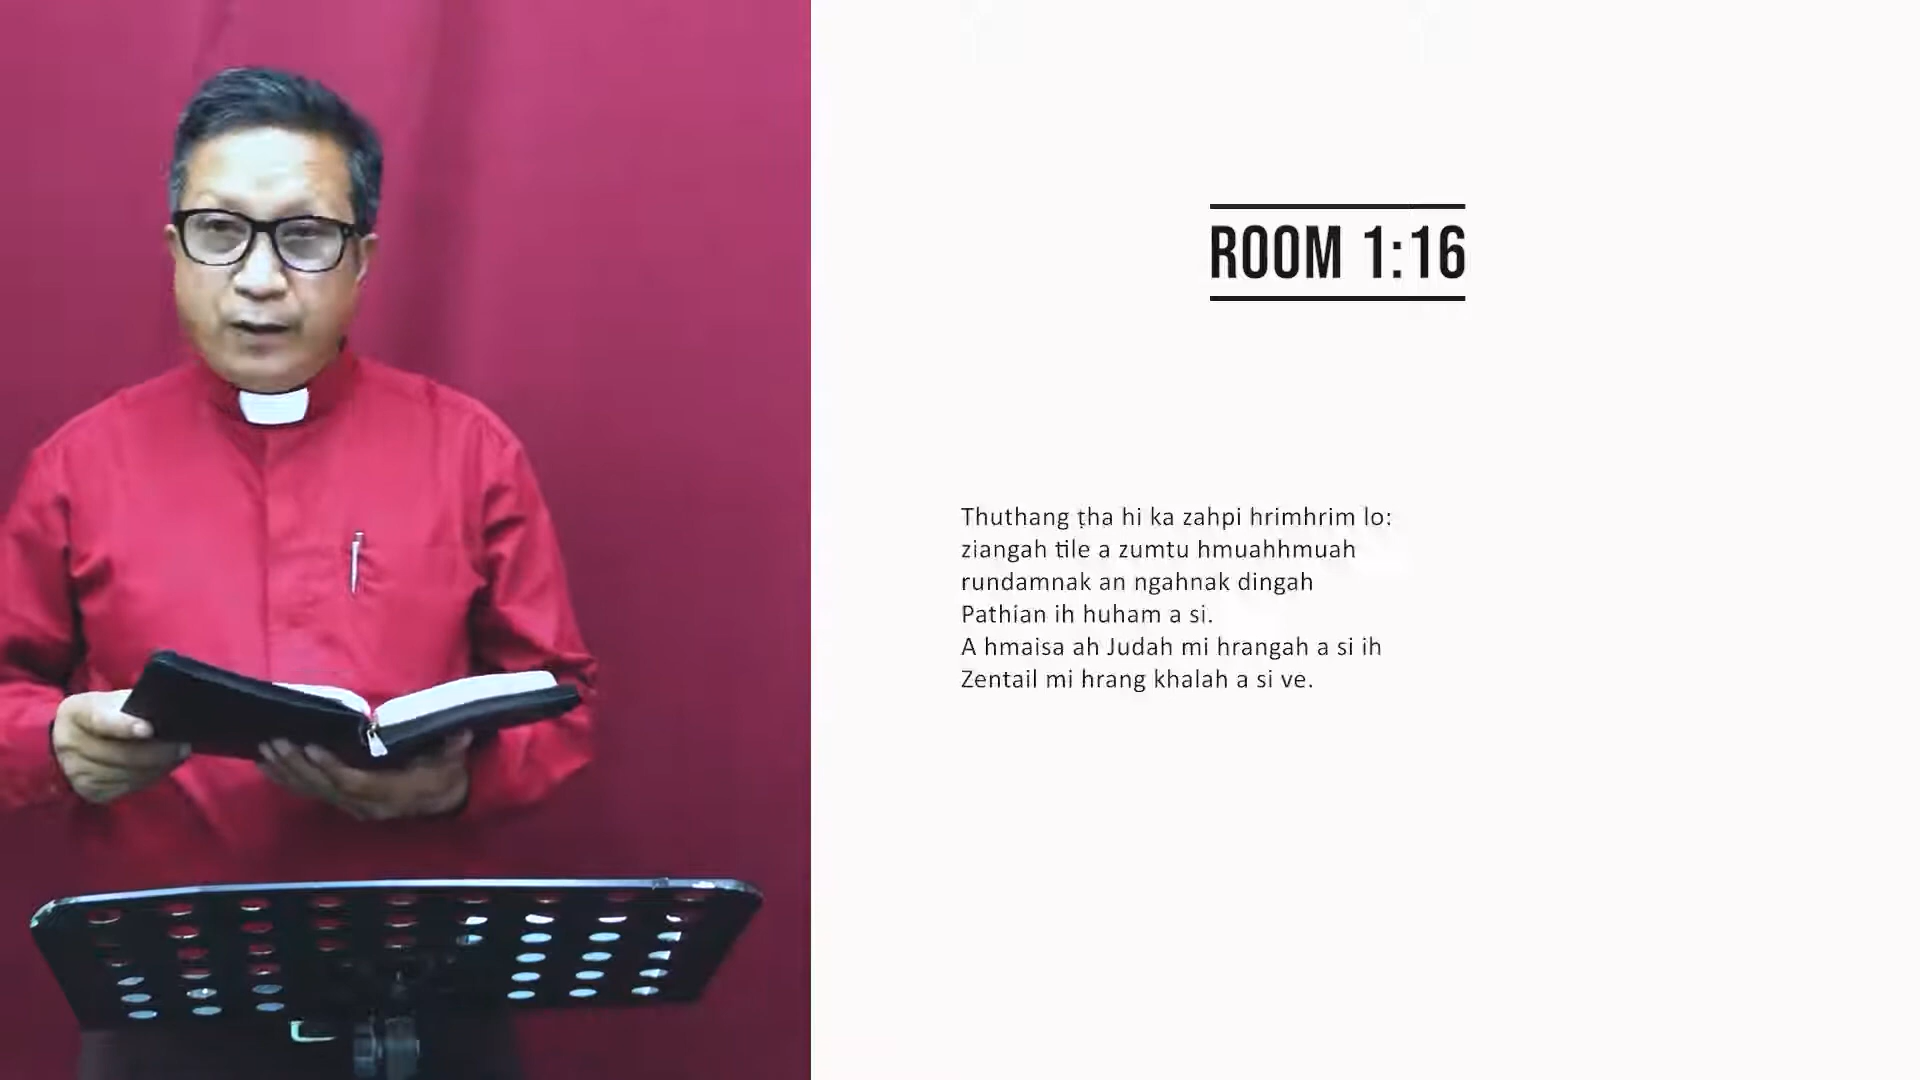 ROOM 1:16
Thuthang ṭha hi ka zahpi hrimhrim lo:
ziangah tile a zumtu hmuahhmuah
rundamnak an ngahnak dingah
Pathian ih huham a si.
A hmaisa ah Judah mi hrangah a si ih
Zentail mi hrang khalah a si ve.